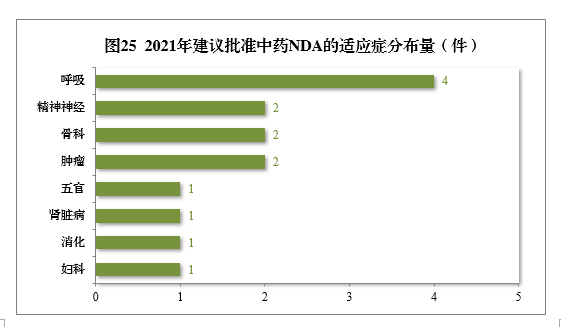 图25 2021年建议批准中药NDA的适应症分布量（件）
呼吸 4
精神神经 2
骨科 2
肿瘤 2
五官 1
肾脏病 1
消化 1
妇科 1
0 1 2 3 4 5